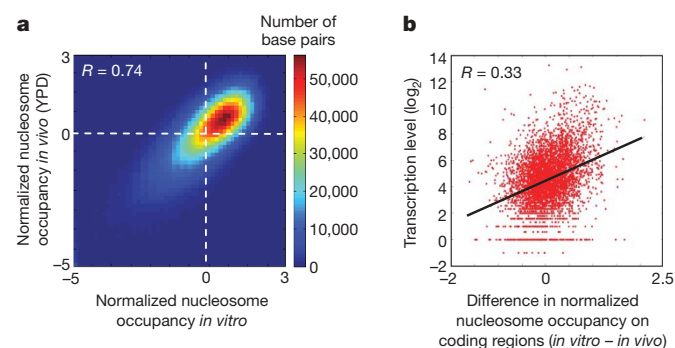 a
Number of
base pairs
R = 0.74
Normalized nucleosome
occupancy in vivo (YPD)
3
0
−5
−5
0
3
50,000
40,000
30,000
20,000
10,000
0
Normalized nucleosome
occupancy in vitro
b
R = 0.33
Transcription level (log2)
14
12
10
8
6
4
2
0
−2
−2
0
2.5
Difference in normalized
nucleosome occupancy on
coding regions (in vitro – in vivo)